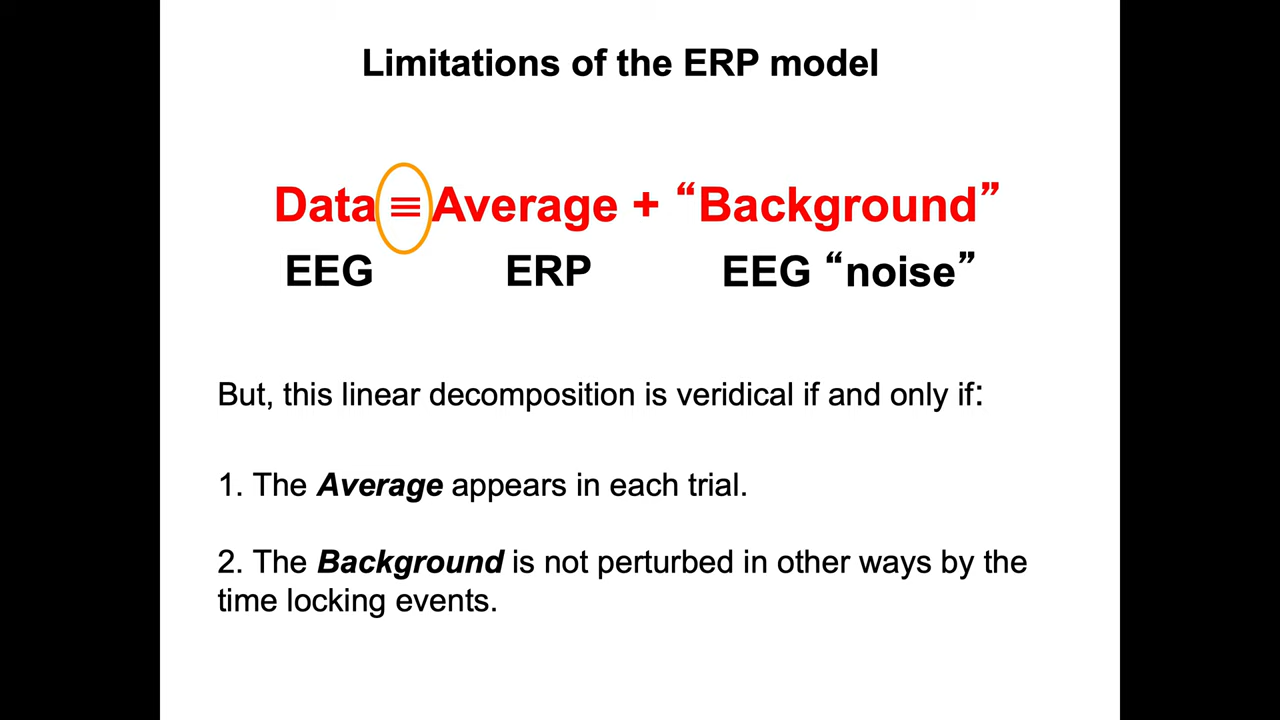 Limitations of the ERP model
Data ≡ Average + “Background”
EEG ERP EEG “noise”
But, this linear decomposition is veridical if and only if:
1. The Average appears in each trial.
2. The Background is not perturbed in other ways by the
time locking events.